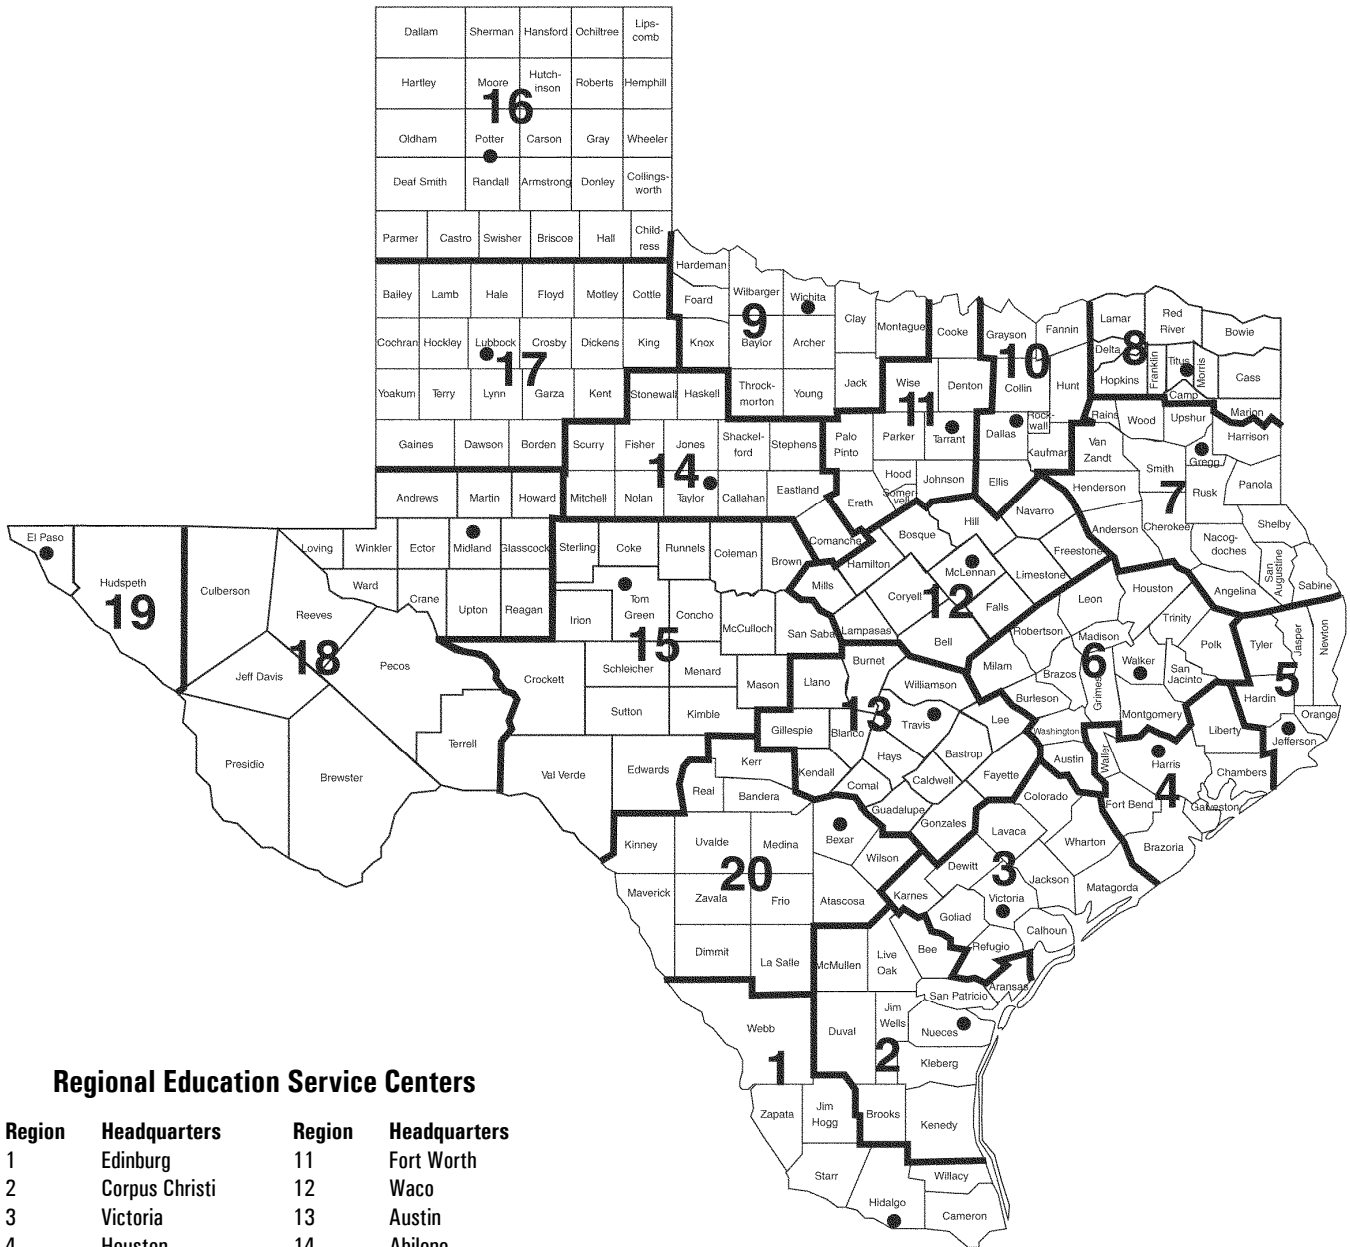 Dallam Sherman Hansford Ochiltree Lips-
comb
Hartley Moore Hutch-
inson Roberts Hemphill
16
Oldham Potter Carson Gray Wheeler
Deaf Smith Randall Armstrong Donley Collings-
worth
Parmer Castro Swisher Briscoe Hall Child-
ress
Hardeman
Bailey Lamb Hale Floyd Motley Cottle Foard Wilbarger Wichita Clay Montague Cooke Grayson Fannin Lamar Red
River Bowie
9 10 8
Cochran Hockley Lubbock Crosby Dickens King Knox Baylor Archer Delta Franklin Titus Morris Cass
17
Yoakum Terry Lynn Garza Kent Stonewall Haskell Throck-
morton Young Jack Wise Denton Collin Hunt Hopkins Camp
11
Gaines Dawson Borden Scurry Fisher Jones Shackel-
ford Stephens Palo
Pinto Parker Tarrant Dallas Rock-
wall Kaufman Rains Wood Upshur Marion Harrison
Van
Zandt Gregg
14
Andrews Martin Howard Mitchell Nolan Taylor Callahan Eastland Erath Hood Somer-
vell Johnson Ellis Henderson Smith Rusk Panola
7
El Paso Hudspeth Culberson Loving Winkler Ector Midland Glasscock Sterling Coke Runnels Coleman Brown Comanche Hamilton Bosque Hill Navarro Freestone Anderson Cherokee Nacog-
doches Shelby San
Augustine Sabine
19
Reeves Ward Crane Upton Reagan Irion Tom
Green Concho McCulloch San Saba Mills Lampasas Coryell McLennan Limestone Falls Bell Leon Houston Angelina
12
18 15
Jeff Davis Pecos Crockett Schleicher Menard Mason Llano Burnet Williamson Milam Robertson Madison Trinity Polk Tyler Jasper Newton
6 5
Brazos Grimes Walker San
Jacinto Hardin
Presidio Brewster Terrell Sutton Kimble Gillespie Blanco Travis Lee Burleson Washington Montgomery Liberty Orange Jefferson
13
Val Verde Edwards Kerr Kendall Hays Bastrop Fayette Austin Waller Harris Chambers
4
Real Bandera Comal Caldwell Guadalupe Gonzales Colorado Fort Bend Galveston
Kinney Uvalde Medina Bexar Wilson Lavaca Wharton Brazoria
20 3
Maverick Zavala Frio Atascosa Karnes Dewitt Victoria Jackson Matagorda
Goliad Calhoun
Dimmit La Salle McMullen Live
Oak Bee Refugio Aransas
San Patricio
Webb Duval Jim
Wells Nueces
1 2
Kleberg
Zapata Jim
Hogg Brooks Kenedy
Starr Hidalgo Willacy
Cameron
Regional Education Service Centers
Region Headquarters Region Headquarters
1 Edinburg 11 Fort Worth
2 Corpus Christi 12 Waco
3 Victoria 13 Austin
4 Houston 14 Abilene